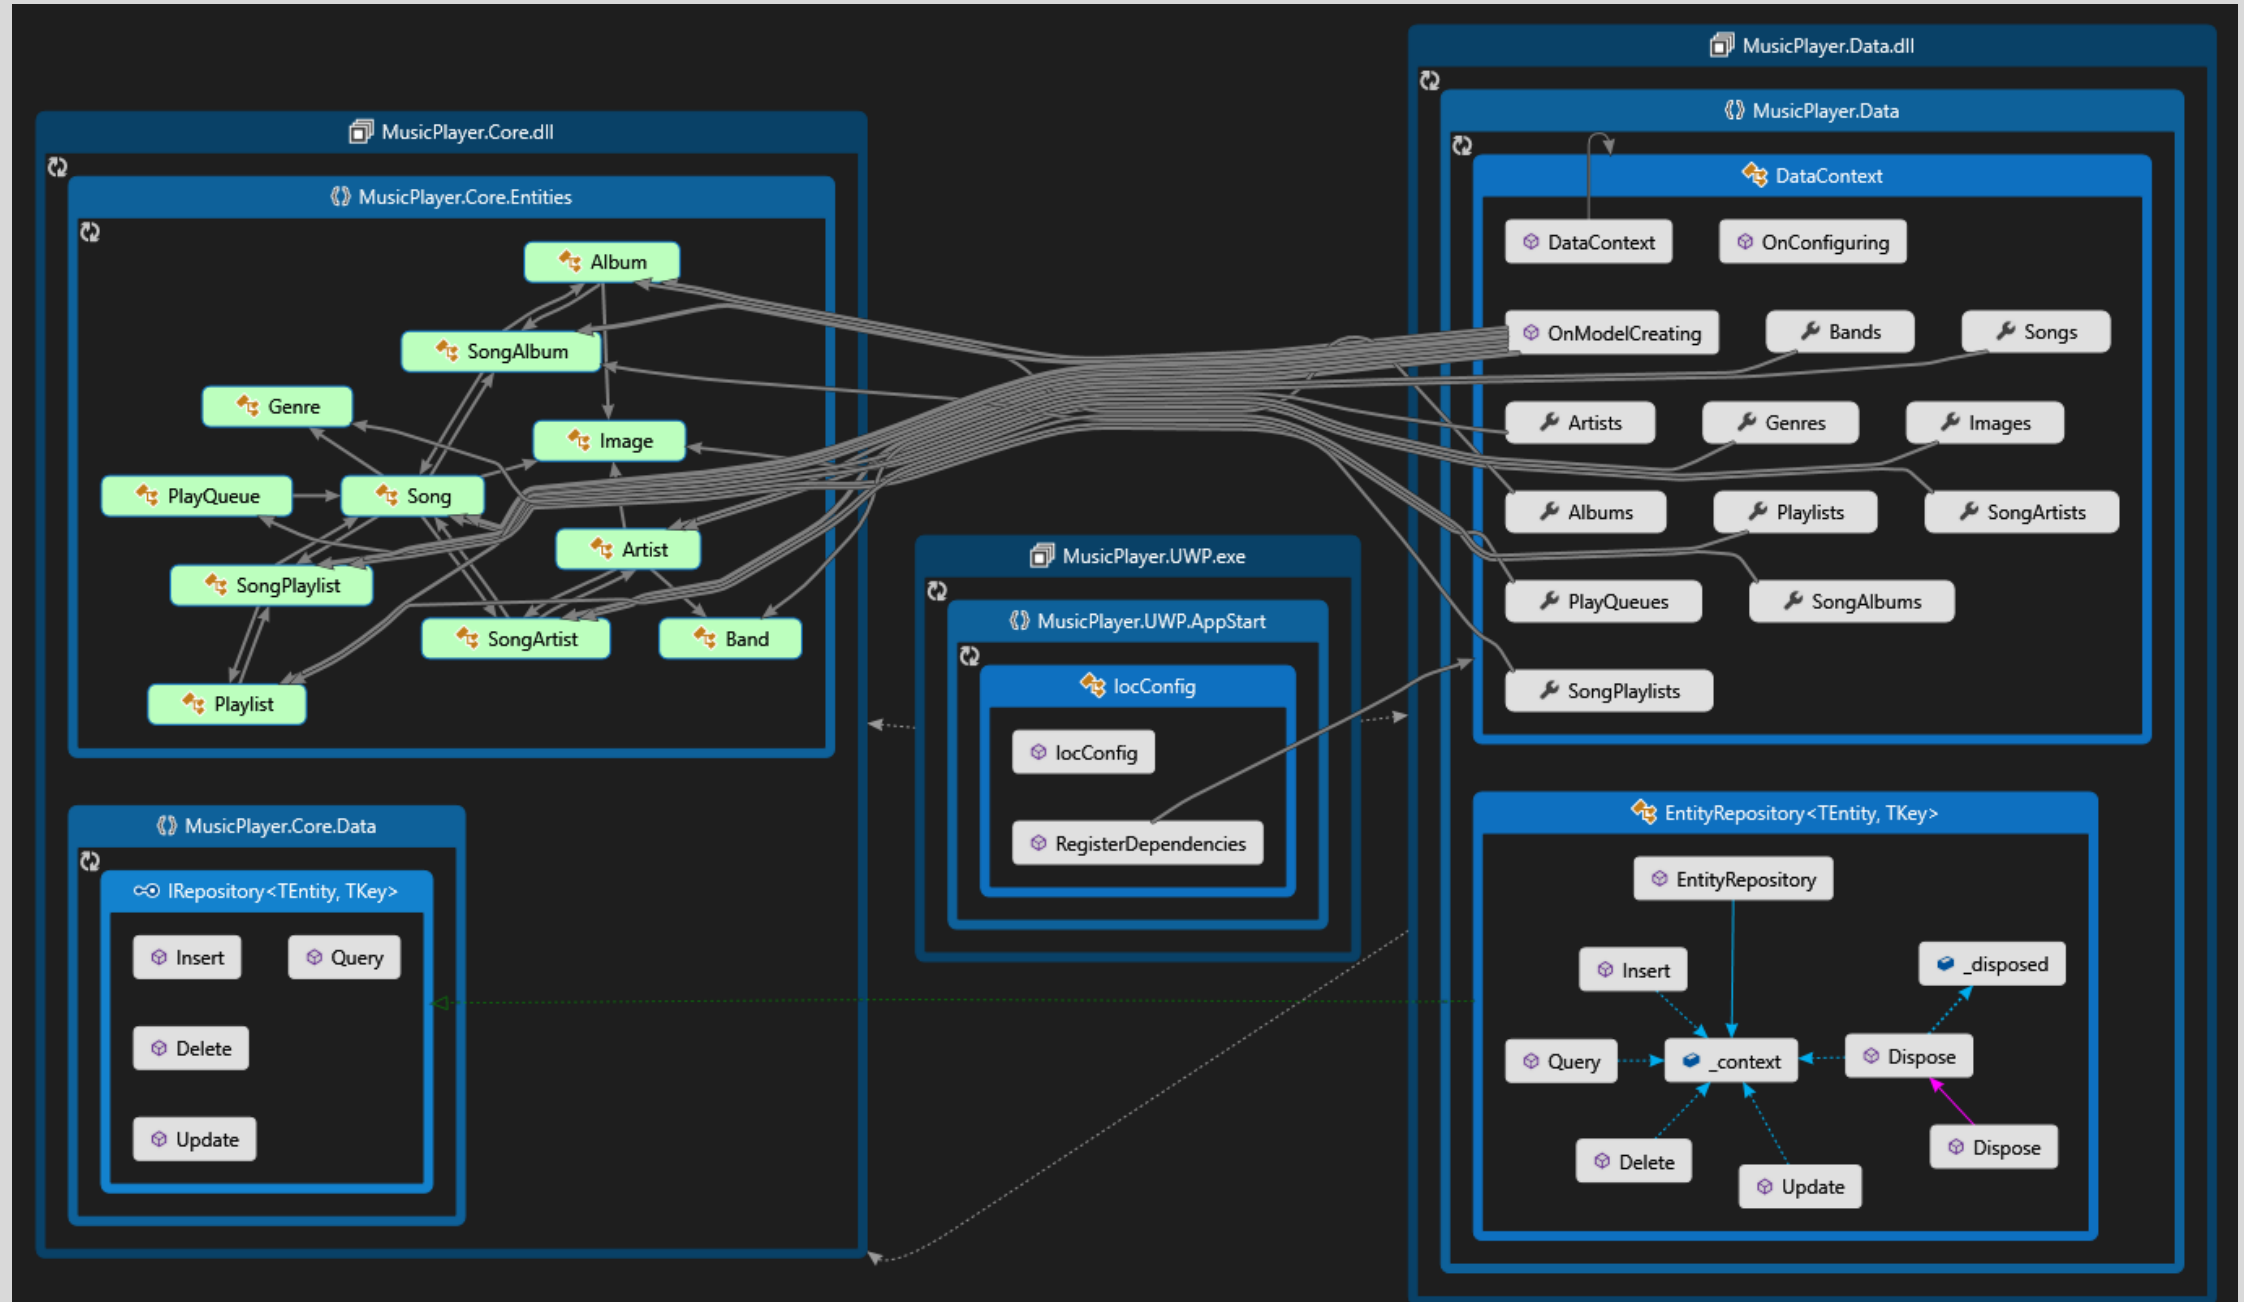 MusicPlayer.Core.dll
MusicPlayer.Core.Entities
Album
SongAlbum
Genre
Image
PlayQueue
Song
Artist
SongPlaylist
SongArtist
Band
Playlist
MusicPlayer.Core.Data
IRepository<TEntity, TKey>
Insert
Query
Delete
Update
MusicPlayer.UWP.exe
MusicPlayer.UWP.AppStart
IocConfig
IocConfig
RegisterDependencies
MusicPlayer.Data.dll
MusicPlayer.Data
DataContext
DataContext
OnConfiguring
OnModelCreating
Bands
Songs
Artists
Genres
Images
Albums
Playlists
SongArtists
PlayQueues
SongAlbums
SongPlaylists
EntityRepository<TEntity, TKey>
EntityRepository
Insert
_disposed
Query
_context
Dispose
Delete
Dispose
Update